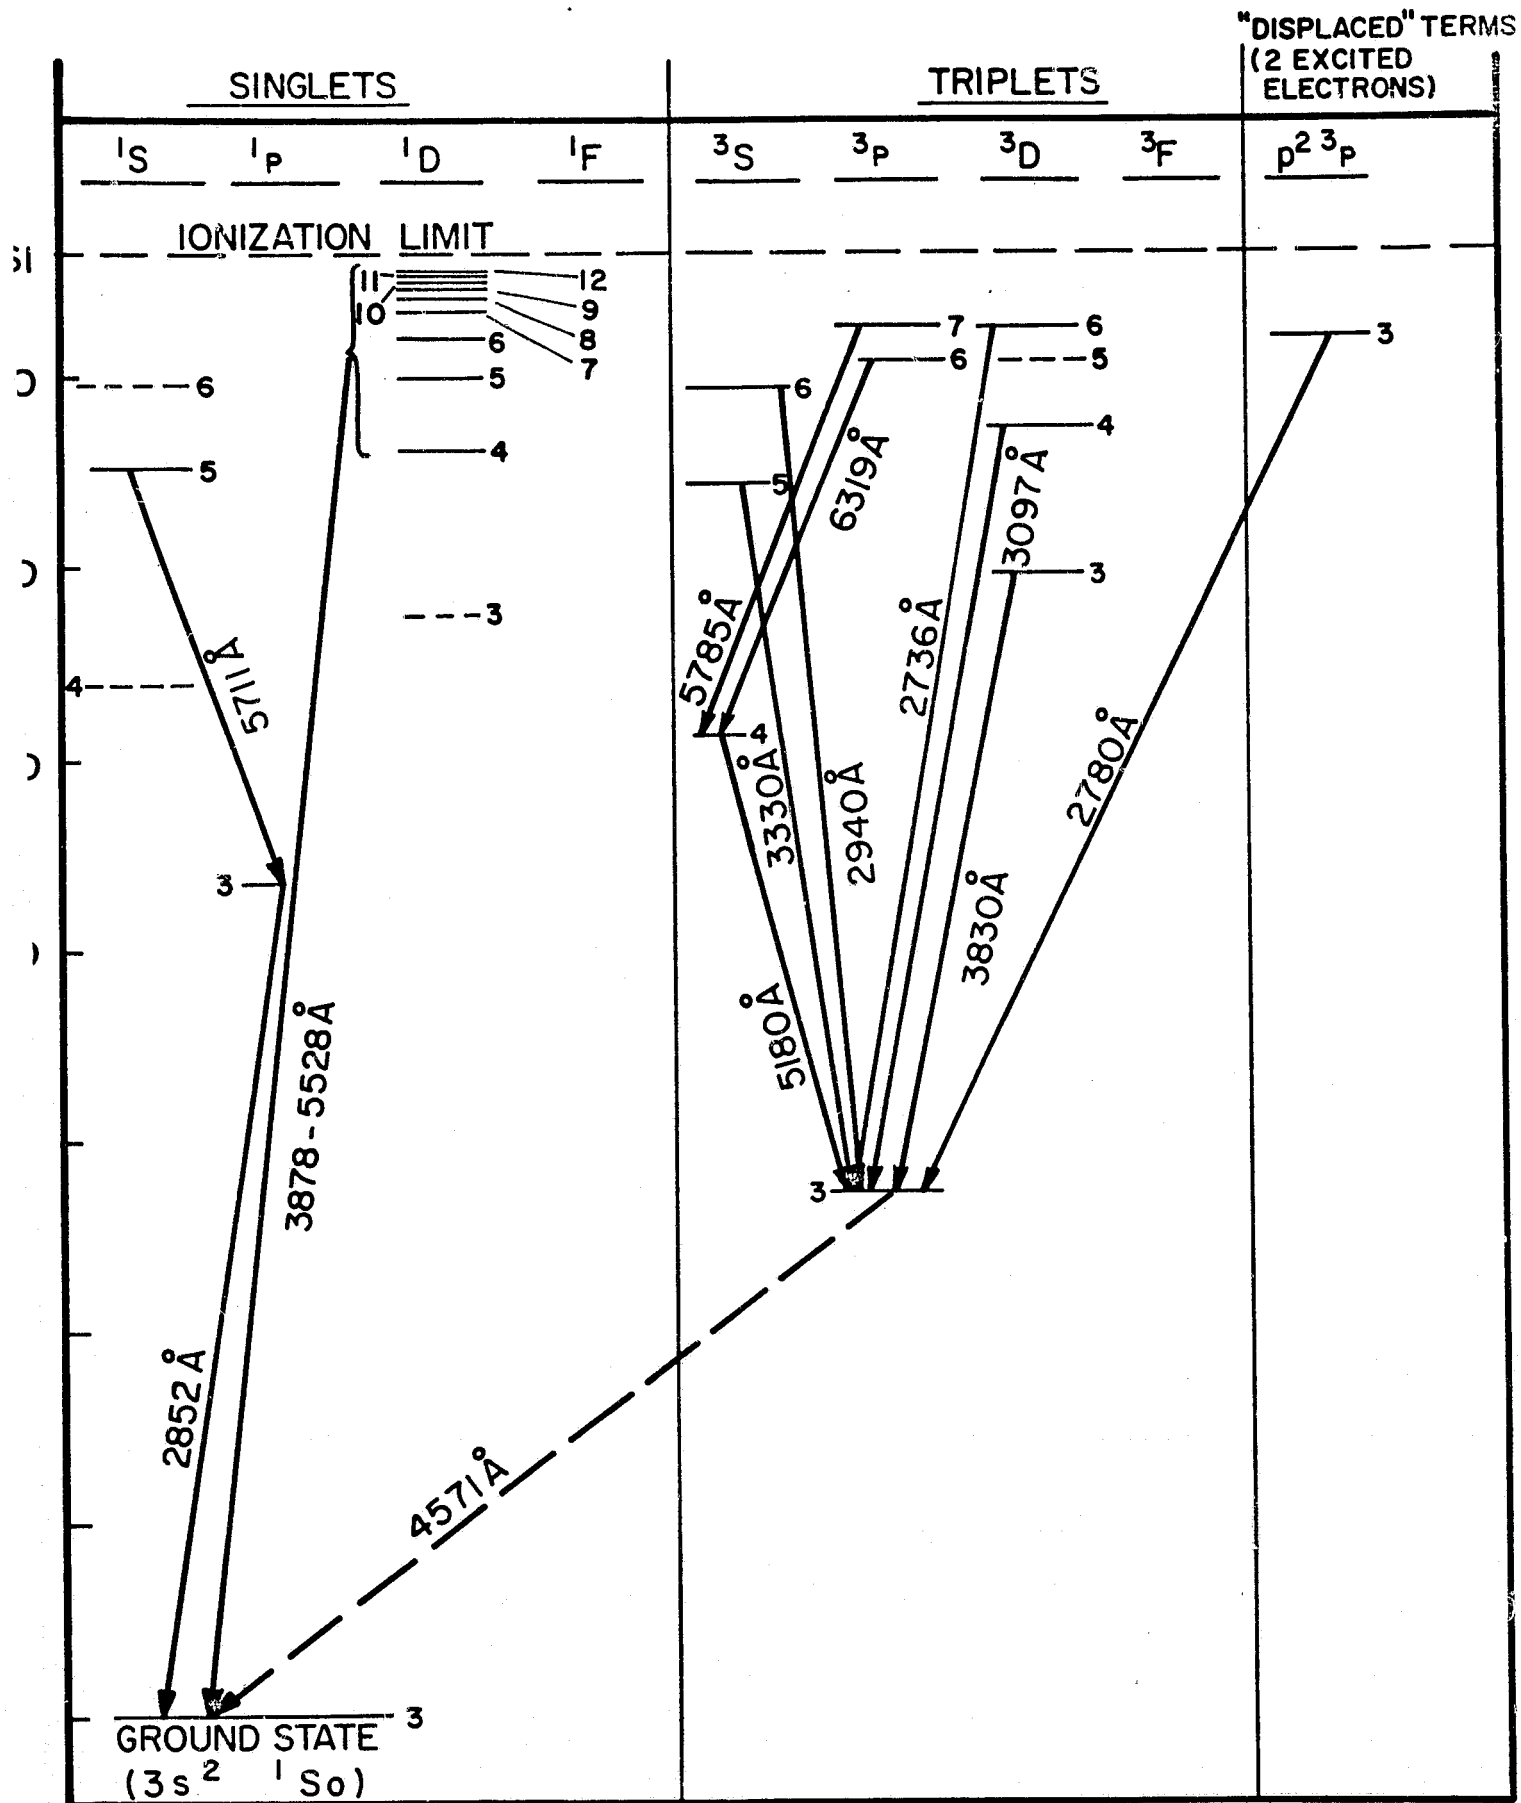 "DISPLACED" TERMS
(2 EXCITED
ELECTRONS)
SINGLETS
TRIPLETS
¹S ¹P ¹D ¹F ³S ³P ³D ³F p² ³P
IONIZATION LIMIT
11
12
10
9
8
7
6
5
4
3
6
5
4
3
7
6
6
5
4
3
6
5
4
3
3
5711Å
6319Å
3097Å
5785Å
2736Å
3330Å
2940Å
2780Å
3830Å
5180Å
3878-5528Å
2852Å
4571Å
3
GROUND STATE
(3s² ¹So)